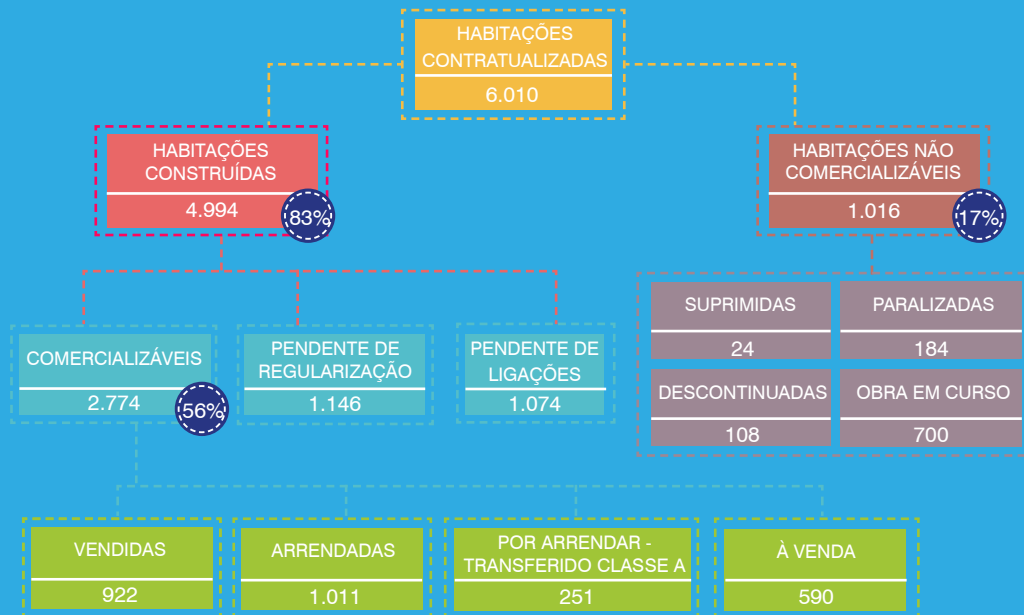 HABITAÇÕES
CONTRATUALIZADAS
6.010
HABITAÇÕES
CONSTRUÍDAS
4.994
83%
HABITAÇÕES NÃO
COMERCIALIZÁVEIS
1.016
17%
COMERCIALIZÁVEIS
2.774
56%
PENDENTE DE
REGULARIZAÇÃO
1.146
PENDENTE DE
LIGAÇÕES
1.074
SUPRIMIDAS
24
PARALIZADAS
184
DESCONTINUADAS
108
OBRA EM CURSO
700
VENDIDAS
922
ARRENDADAS
1.011
POR ARRENDAR -
TRANSFERIDO CLASSE A
251
À VENDA
590